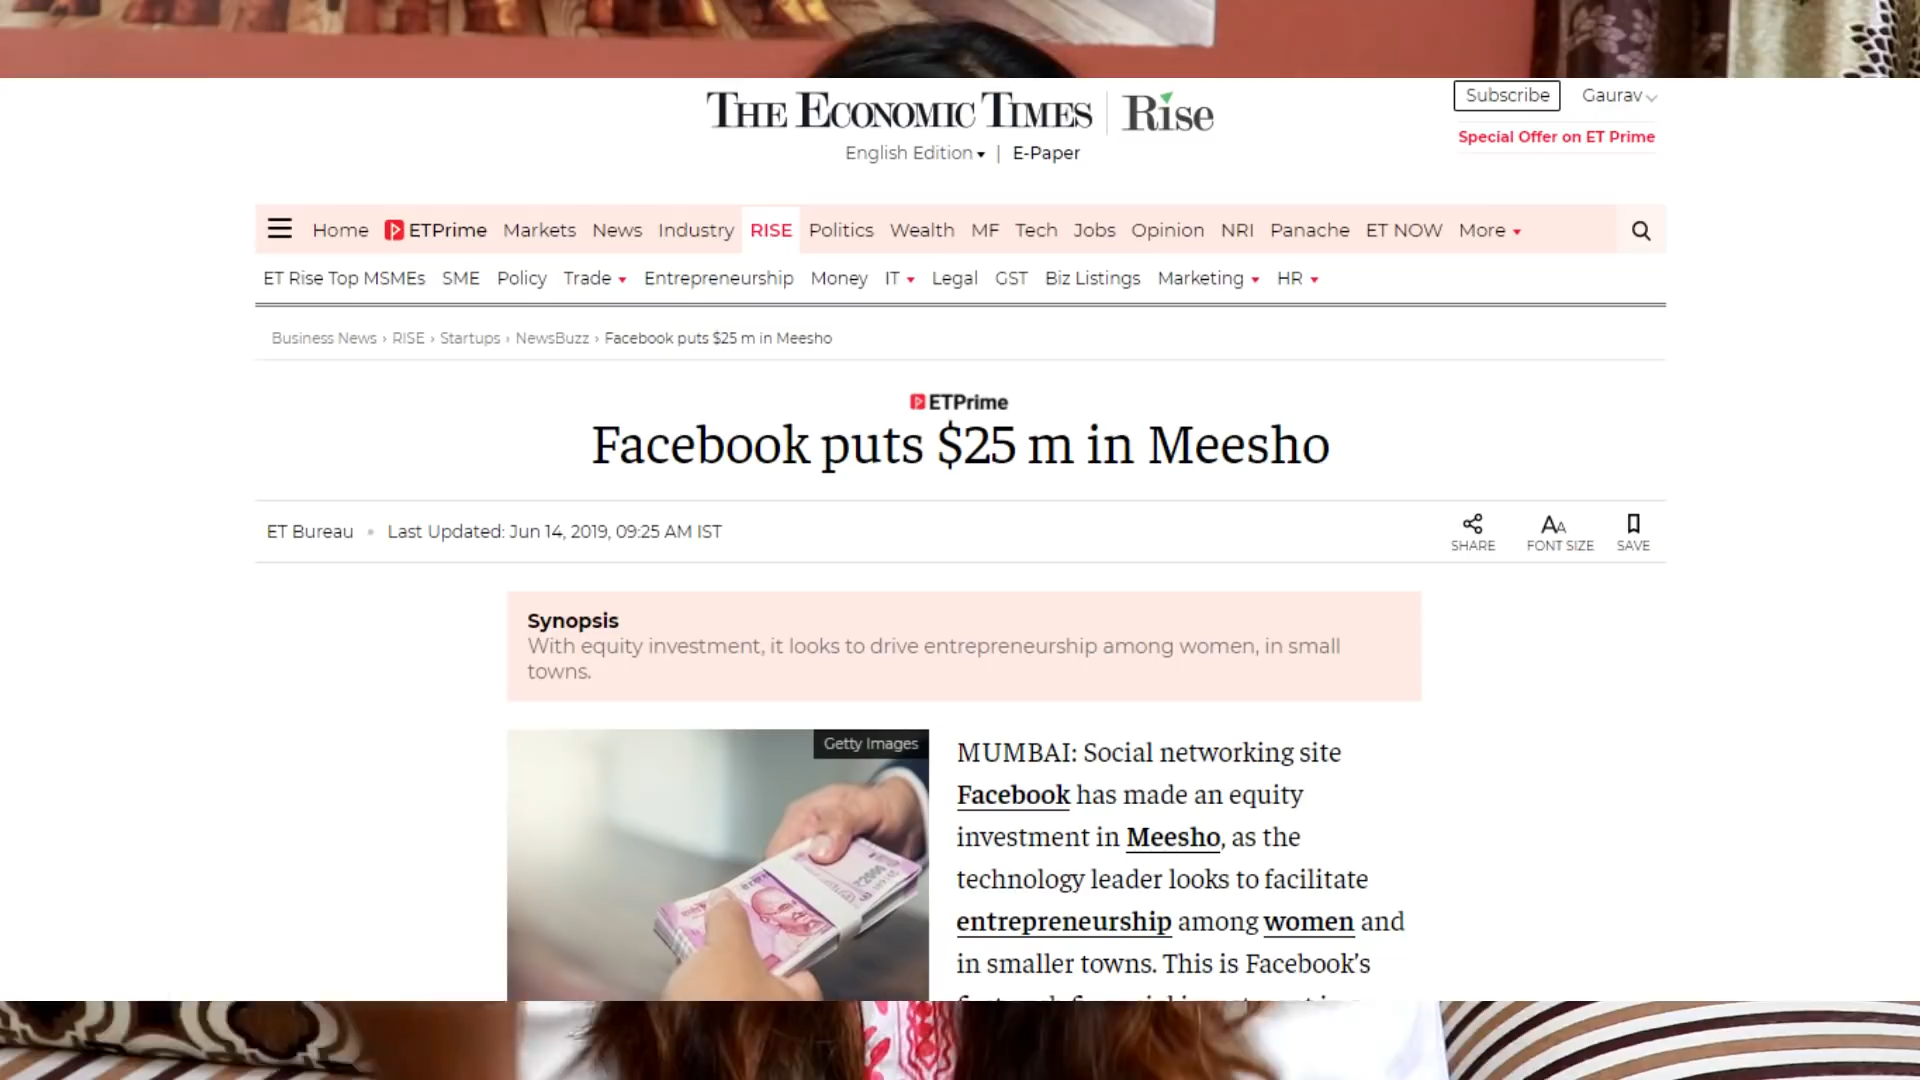 THE ECONOMIC TIMES | Rise
Subscribe Gaurav
Special Offer on ET Prime
English Edition | E-Paper
Home ETPrime Markets News Industry RISE Politics Wealth MF Tech Jobs Opinion NRI Panache ET NOW More
ET Rise Top MSMEs SME Policy Trade Entrepreneurship Money IT Legal GST Biz Listings Marketing HR
Business News › RISE › Startups › NewsBuzz › Facebook puts $25 m in Meesho
ETPrime
Facebook puts $25 m in Meesho
ET Bureau • Last Updated: Jun 14, 2019, 09:25 AM IST
SHARE FONT SIZE SAVE
Synopsis
With equity investment, it looks to drive entrepreneurship among women, in small
towns.
Getty Images
MUMBAI: Social networking site
Facebook has made an equity
investment in Meesho, as the
technology leader looks to facilitate
entrepreneurship among women and
in smaller towns. This is Facebook's